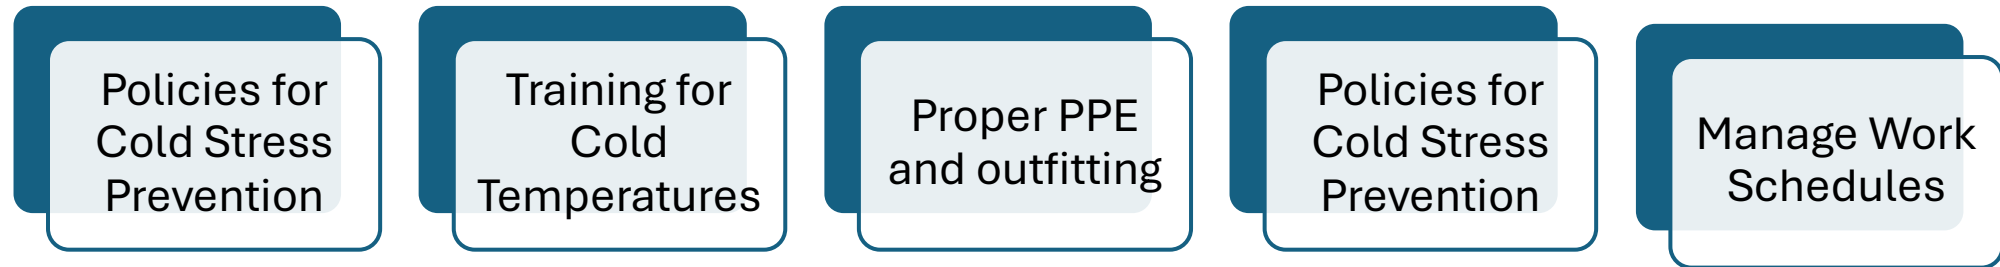 Policies for
Cold Stress
Prevention
Training for
Cold
Temperatures
Proper PPE
and outfitting
Policies for
Cold Stress
Prevention
Manage Work
Schedules